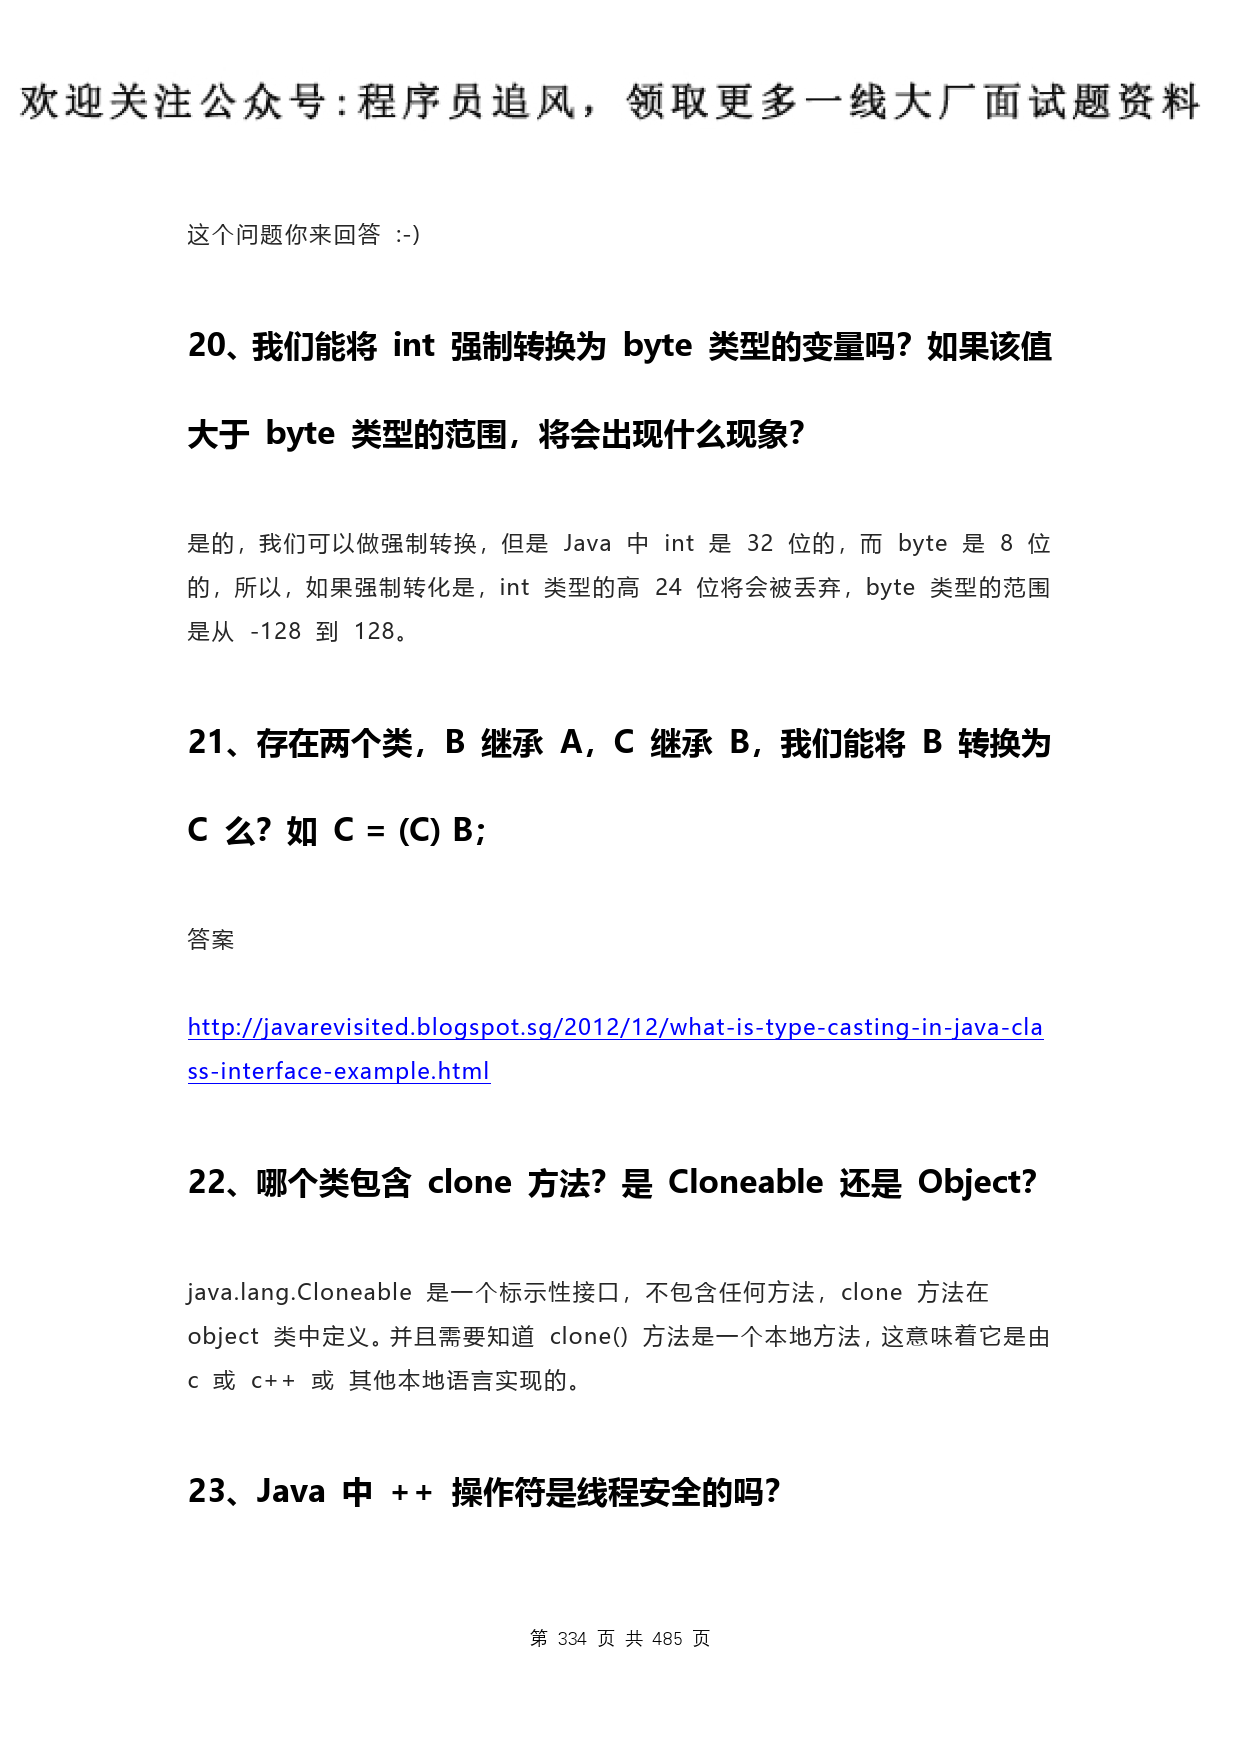 欢迎关注公众号:程序员追风，领取更多一线大厂面试题资料
这个问题你来回答 :-)
20、我们能将 int 强制转换为 byte 类型的变量吗？如果该值
大于 byte 类型的范围，将会出现什么现象？
是的，我们可以做强制转换，但是 Java 中 int 是 32 位的，而 byte 是 8 位
的，所以，如果强制转化是，int 类型的高 24 位将会被丢弃，byte 类型的范围
是从 -128 到 128。
21、存在两个类，B 继承 A，C 继承 B，我们能将 B 转换为
C 么？如 C = (C) B；
答案
http://javarevisited.blogspot.sg/2012/12/what-is-type-casting-in-java-cla
ss-interface-example.html
22、哪个类包含 clone 方法？是 Cloneable 还是 Object？
java.lang.Cloneable 是一个标示性接口，不包含任何方法，clone 方法在
object 类中定义。并且需要知道 clone() 方法是一个本地方法，这意味着它是由
c 或 c++ 或 其他本地语言实现的。
23、Java 中 ++ 操作符是线程安全的吗？
第 334 页 共 485 页